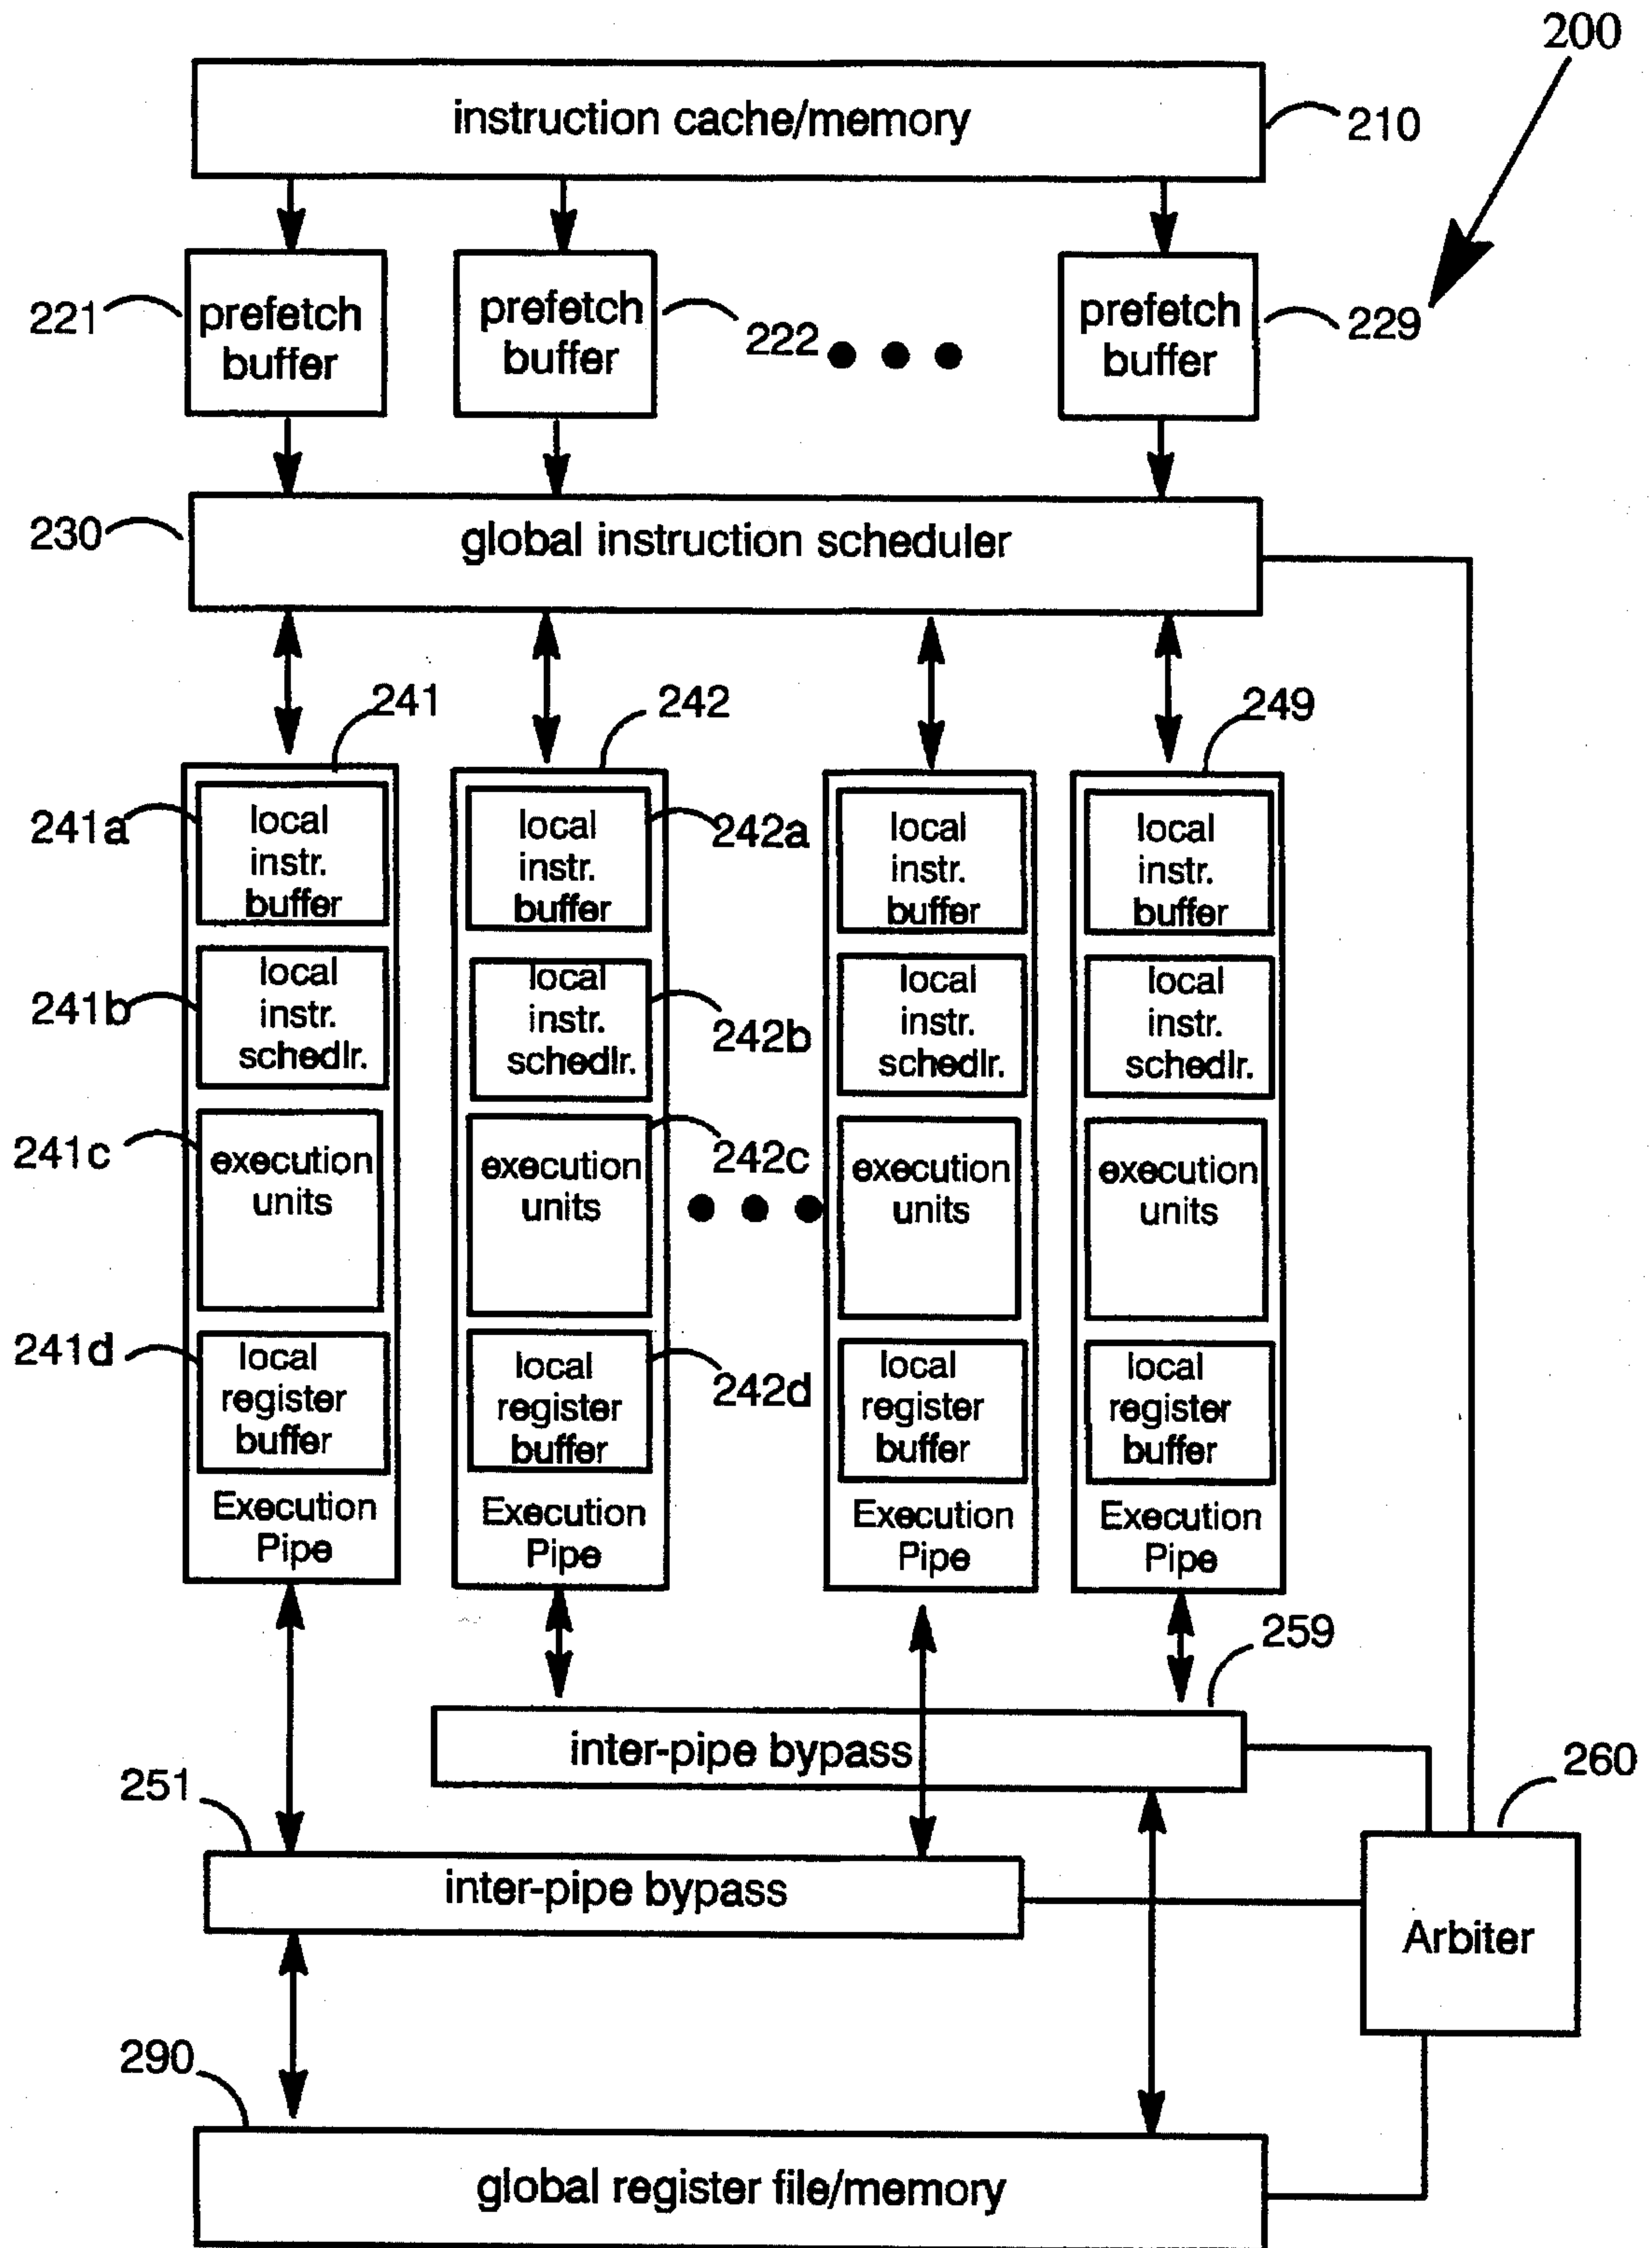 200
instruction cache/memory
210
221
prefetch
buffer
prefetch
buffer
222
prefetch
buffer
229
230
global instruction scheduler
241
242
249
241a
local
instr.
buffer
241b
local
instr.
schedlr.
241c
execution
units
241d
local
register
buffer
Execution
Pipe
local
instr.
buffer
242a
local
instr.
schedlr.
242b
execution
units
242c
local
register
buffer
242d
Execution
Pipe
local
instr.
buffer
local
instr.
schedlr.
execution
units
local
register
buffer
Execution
Pipe
local
instr.
buffer
local
instr.
schedlr.
execution
units
local
register
buffer
Execution
Pipe
259
inter-pipe bypass
251
inter-pipe bypass
260
Arbiter
290
global register file/memory